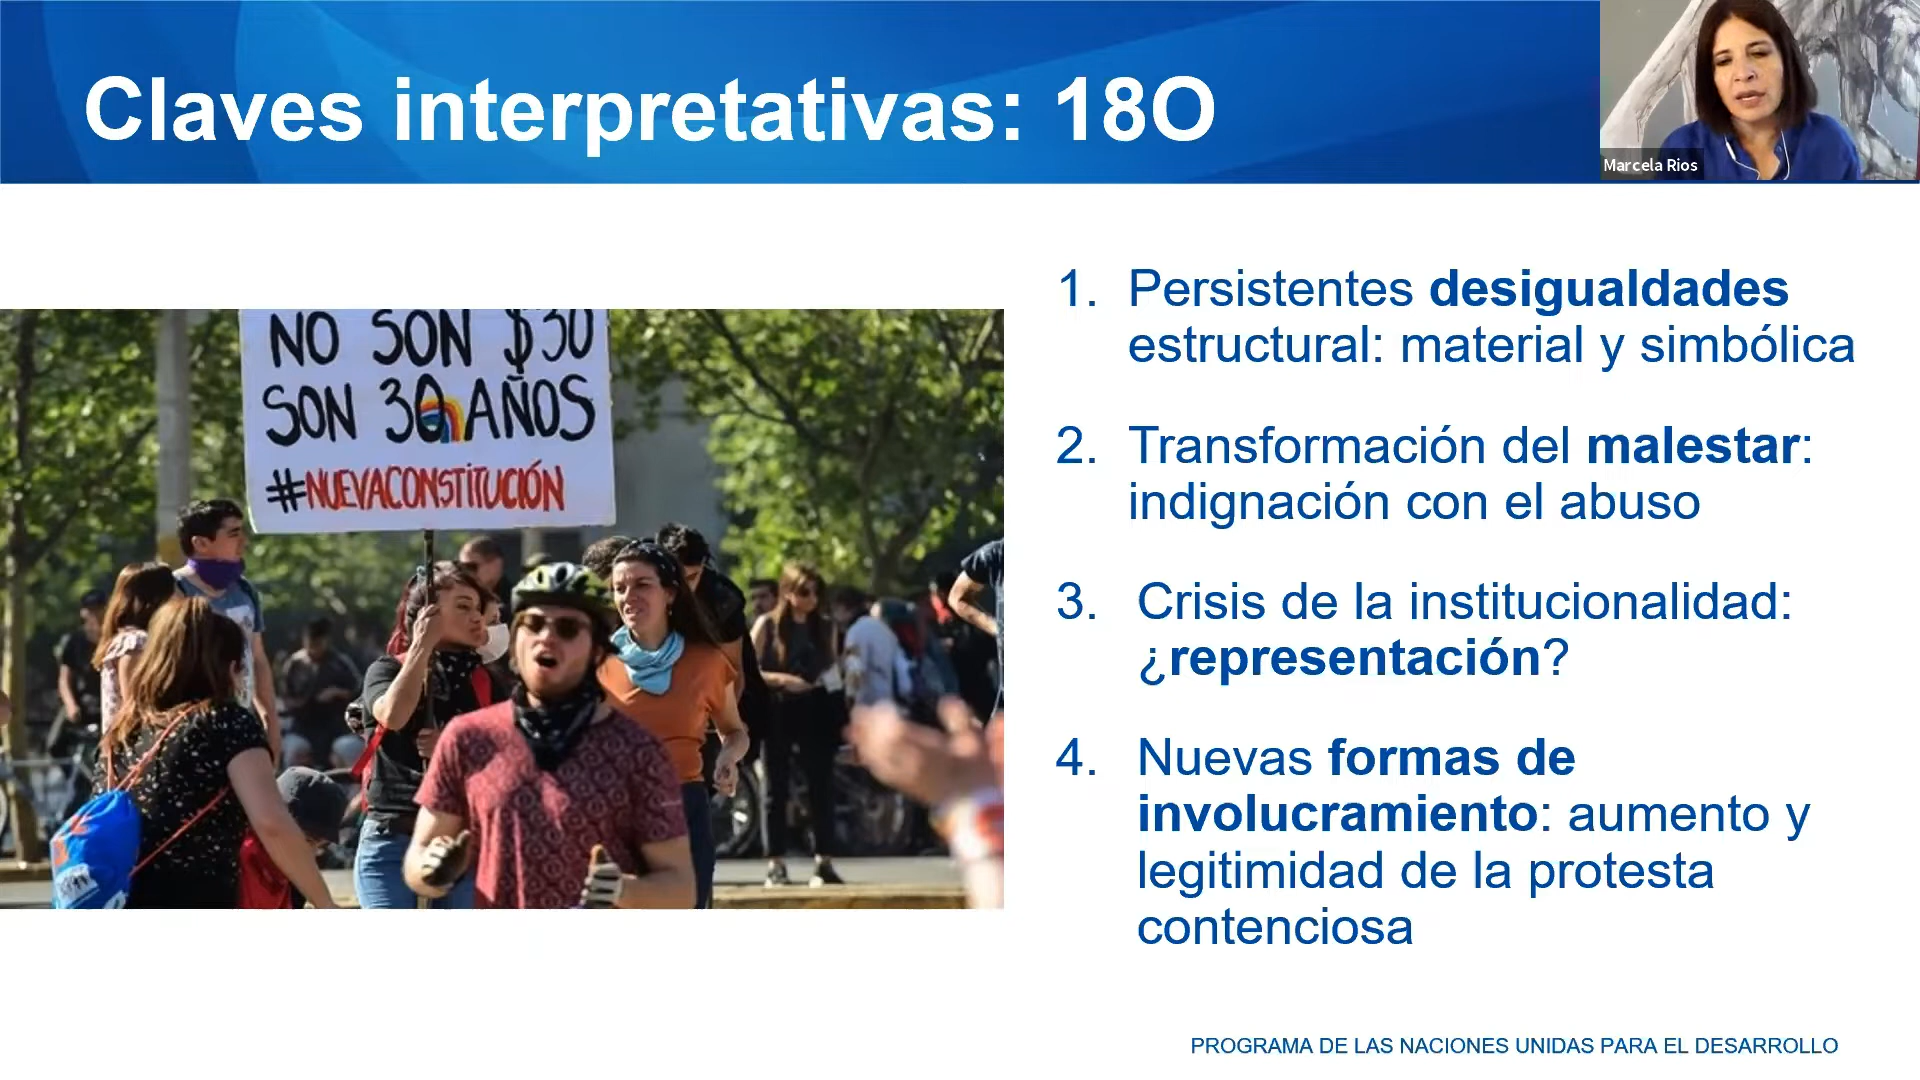 Claves interpretativas: 18O
Marcela Rios
NO SON $30
SON 30 AÑOS
#NUEVACONSTITUCIÓN
1. Persistentes desigualdades
estructural: material y simbólica
2. Transformación del malestar:
indignación con el abuso
3. Crisis de la institucionalidad:
¿representación?
4. Nuevas formas de
involucramiento: aumento y
legitimidad de la protesta
contenciosa
PROGRAMA DE LAS NACIONES UNIDAS PARA EL DESARROLLO